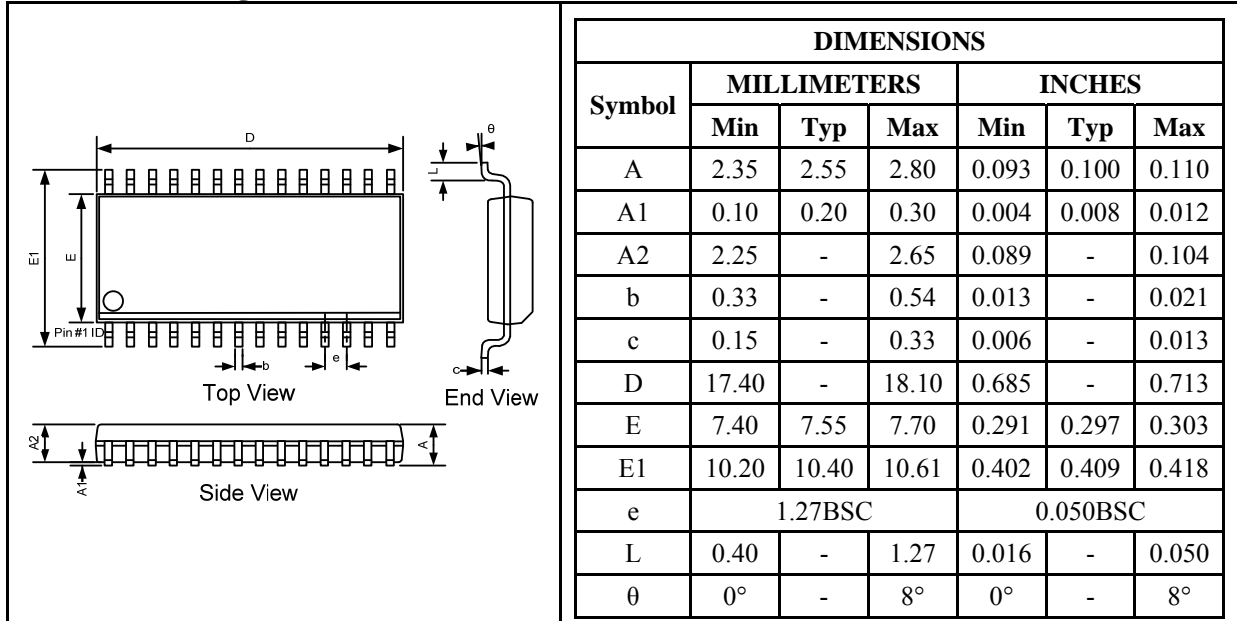 D
θ
L
E1
E
Pin #1 ID
b
e
c
Top View
End View
A2
A1
A
Side View
DIMENSIONS
Symbol MILLIMETERS INCHES
Min Typ Max Min Typ Max
A 2.35 2.55 2.80 0.093 0.100 0.110
A1 0.10 0.20 0.30 0.004 0.008 0.012
A2 2.25 - 2.65 0.089 - 0.104
b 0.33 - 0.54 0.013 - 0.021
c 0.15 - 0.33 0.006 - 0.013
D 17.40 - 18.10 0.685 - 0.713
E 7.40 7.55 7.70 0.291 0.297 0.303
E1 10.20 10.40 10.61 0.402 0.409 0.418
e 1.27BSC 0.050BSC
L 0.40 - 1.27 0.016 - 0.050
θ 0° - 8° 0° - 8°